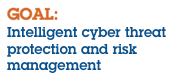 GOAL:
Intelligent cyber threat
protection and risk
management